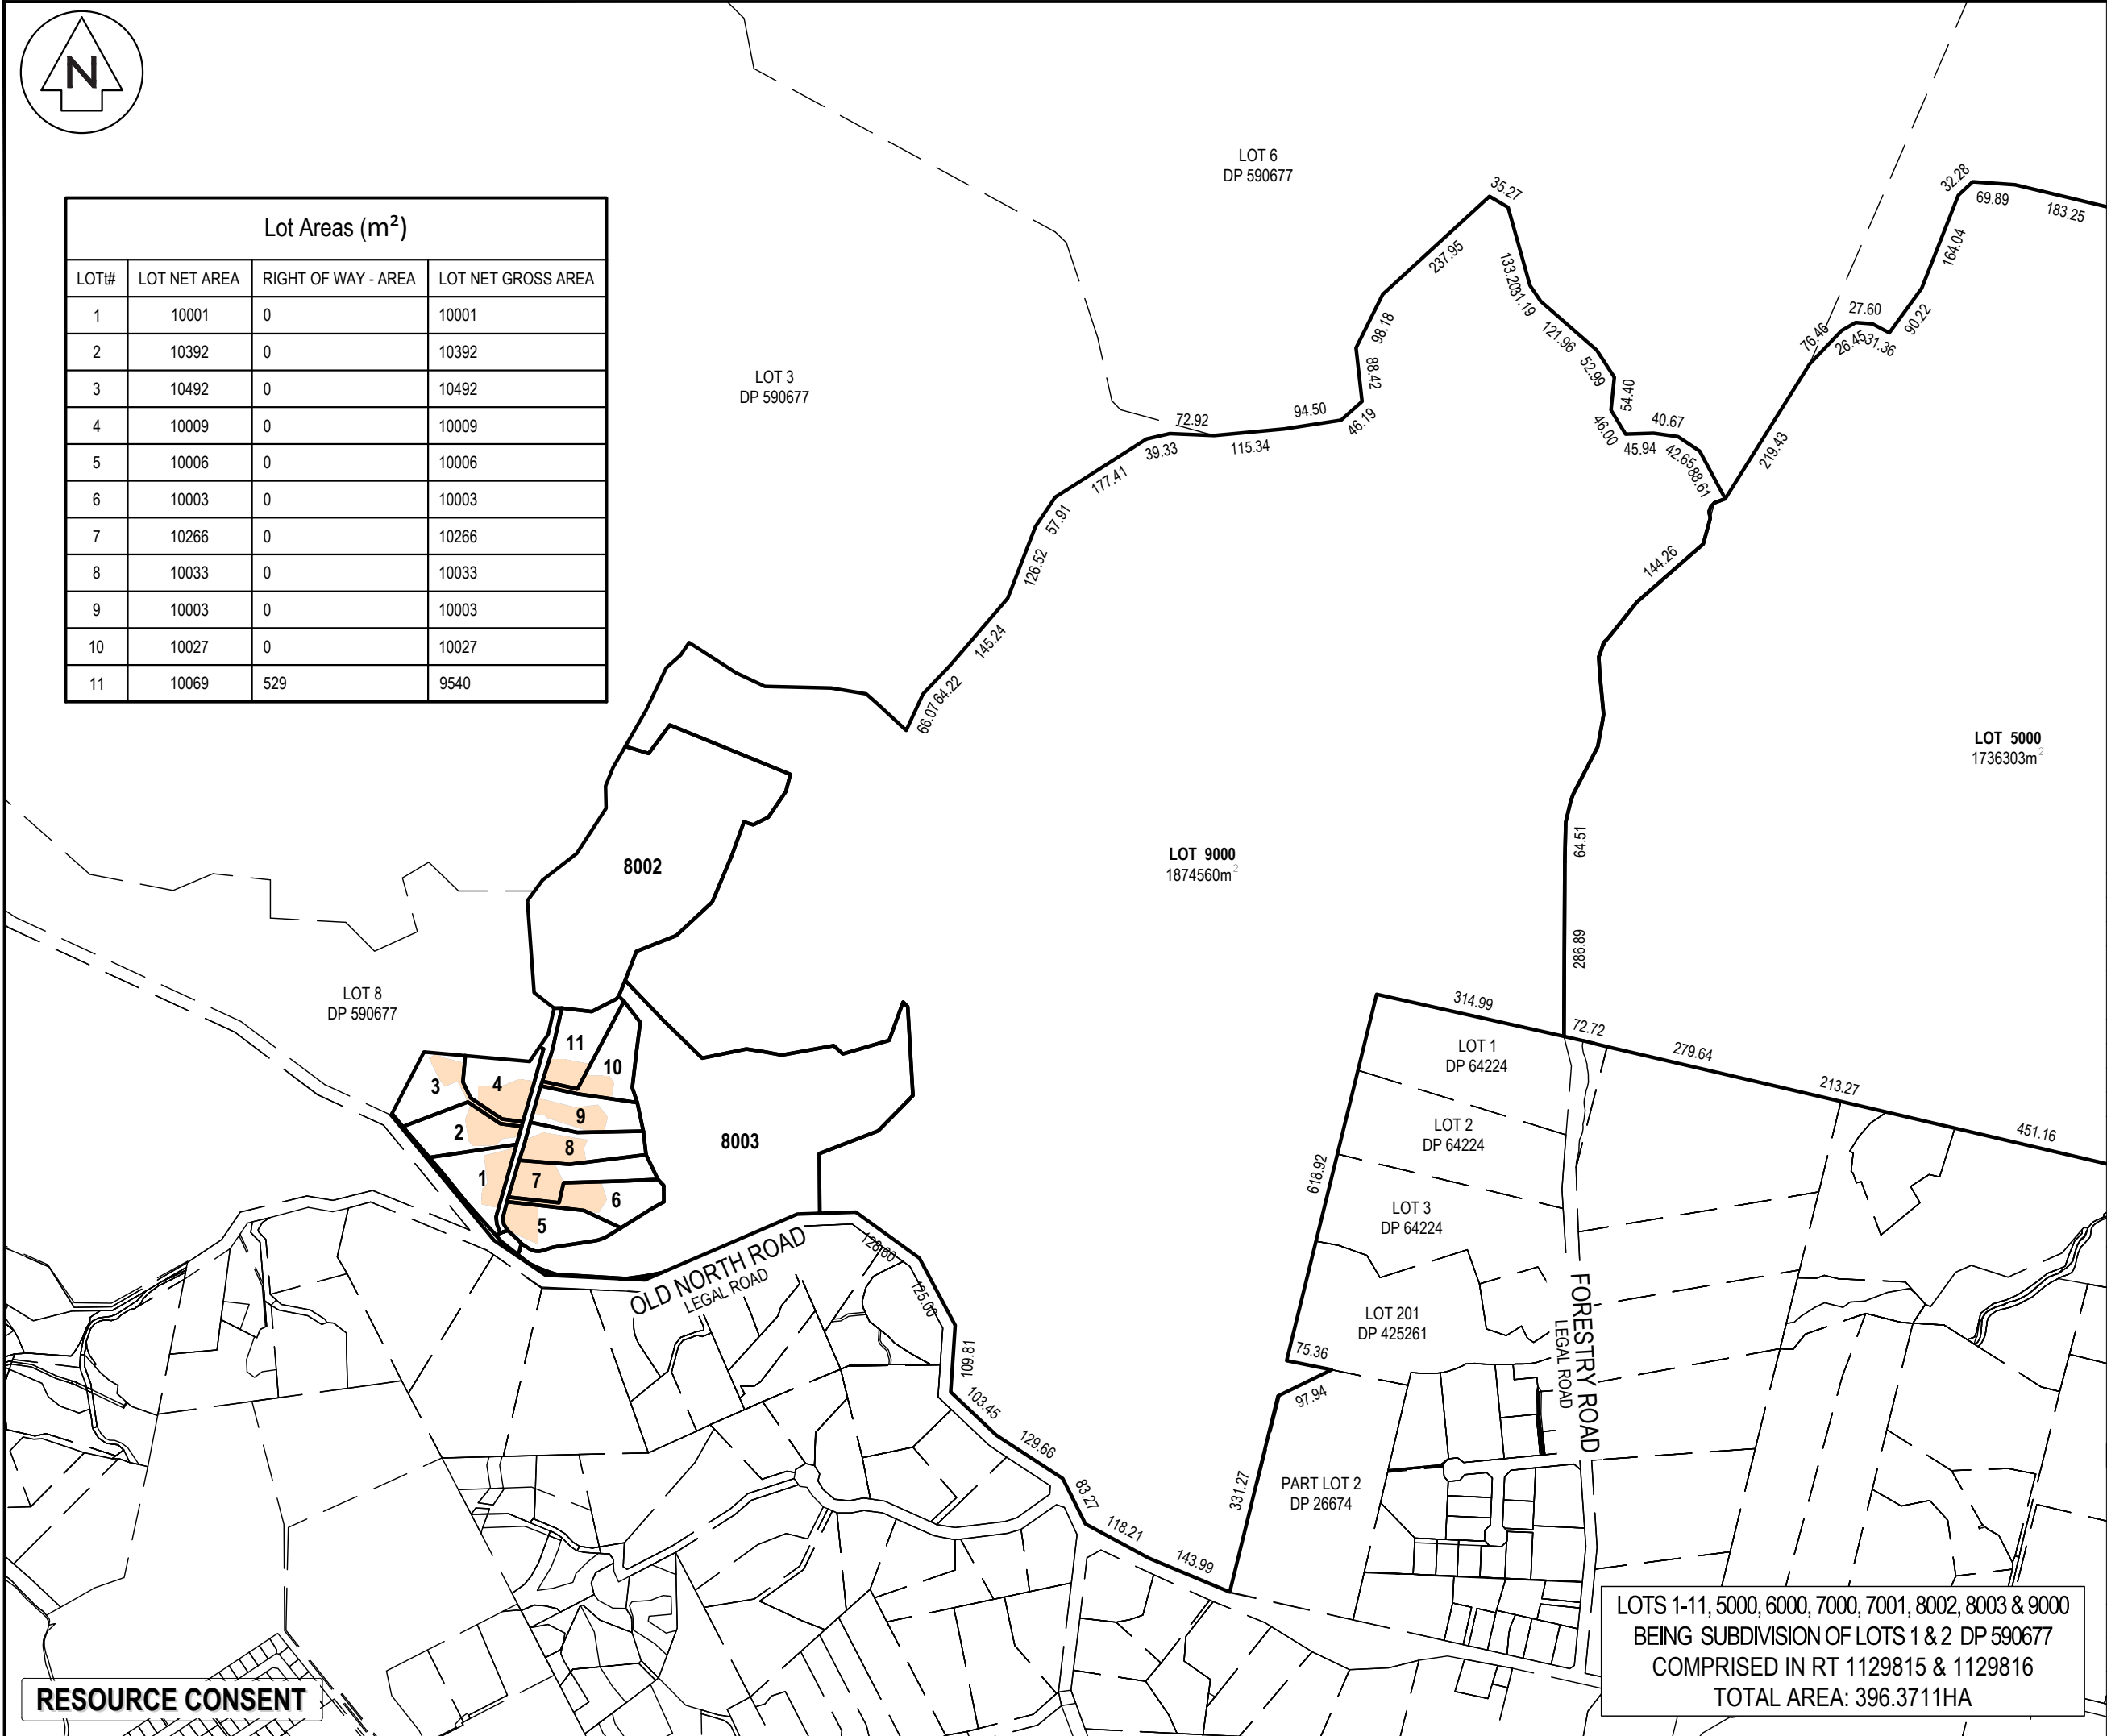 N
Lot Areas (m²)
LOT# LOT NET AREA RIGHT OF WAY - AREA LOT NET GROSS AREA
1 10001 0 10001
2 10392 0 10392
3 10492 0 10492
4 10009 0 10009
5 10006 0 10006
6 10003 0 10003
7 10266 0 10266
8 10033 0 10033
9 10003 0 10003
10 10027 0 10027
11 10069 529 9540
LOT 6
DP 590677
LOT 3
DP 590677
35.27
237.95
133.20
31.19
98.18
121.96
88.42
52.99
54.40
94.50
46.19
72.92
115.34
39.33
46.00
40.67
45.94
42.65
88.61
177.41
57.91
126.52
145.24
64.22
66.07
32.28
69.89
183.25
164.04
27.60
90.22
76.46
26.45
31.36
219.43
144.26
LOT 5000
1736303m²
LOT 9000
1874560m²
64.51
286.89
8002
LOT 8
DP 590677
11
10
3
4
9
2
8
1
7
6
5
8003
314.99
72.72
279.64
213.27
451.16
LOT 1
DP 64224
LOT 2
DP 64224
618.92
LOT 3
DP 64224
LOT 201
DP 425261
75.36
97.94
FORESTRY ROAD
LEGAL ROAD
OLD NORTH ROAD
LEGAL ROAD
128.60
125.00
109.81
103.45
129.66
83.27
118.21
143.99
331.27
PART LOT 2
DP 26674
LOTS 1-11, 5000, 6000, 7000, 7001, 8002, 8003 & 9000
BEING SUBDIVISION OF LOTS 1 & 2 DP 590677
COMPRISED IN RT 1129815 & 1129816
TOTAL AREA: 396.3711HA
RESOURCE CONSENT